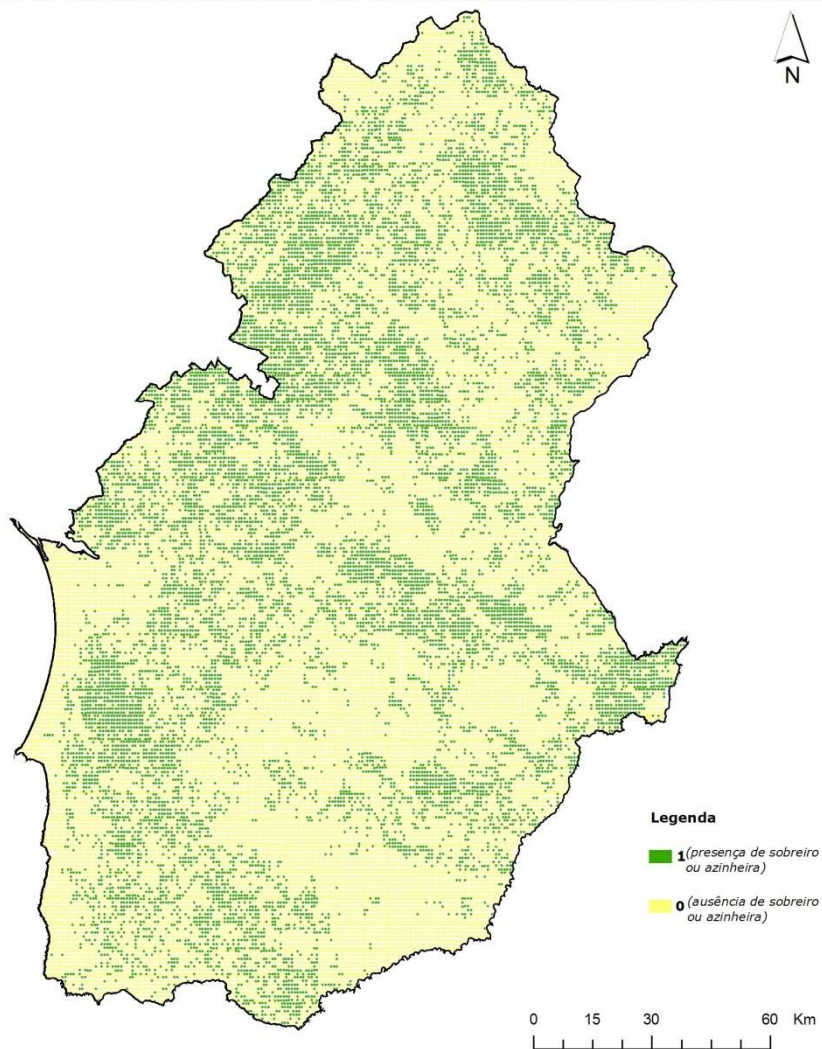 N
Legenda
1 (presença de sobreiro
ou azinheira)
0 (ausência de sobreiro
ou azinheira)
0 15 30 60 Km